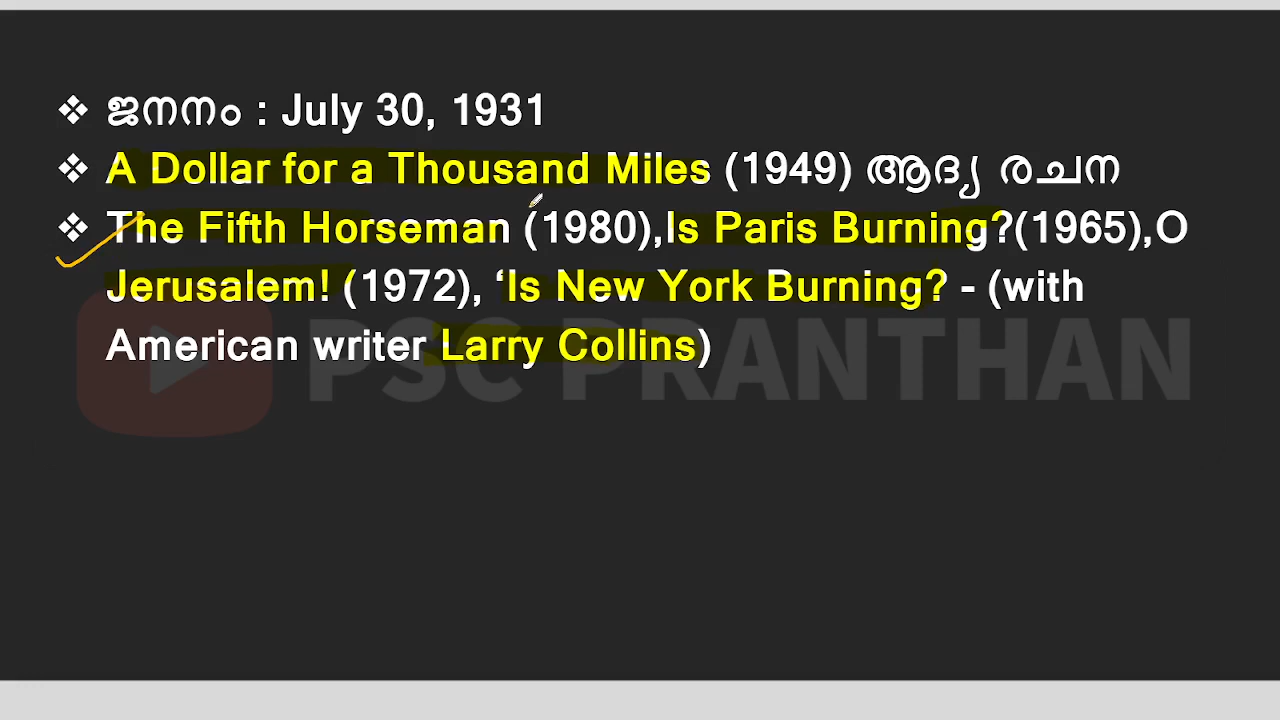 ❖ ജനനം : July 30, 1931
❖ A Dollar for a Thousand Miles (1949) ആദ്യ രചന
❖ The Fifth Horseman (1980),Is Paris Burning?(1965),O
Jerusalem! (1972), ‘Is New York Burning? - (with
American writer Larry Collins)
PSC PRANTHAN